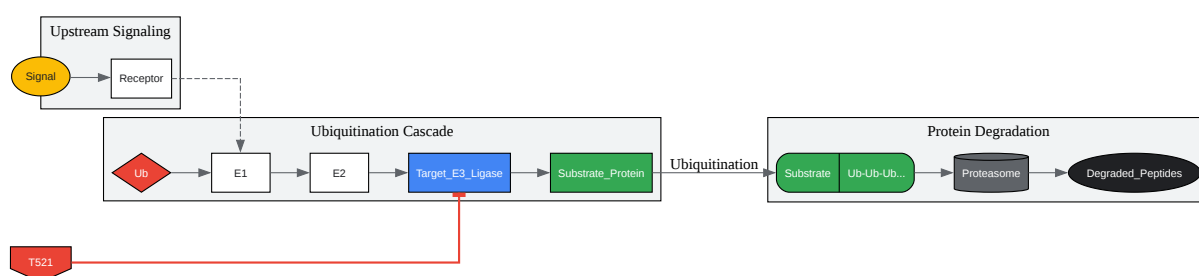 Upstream Signaling
Signal
Receptor
Ubiquitination Cascade
Ub
E1
E2
Target_E3_Ligase
Substrate_Protein
Ubiquitination
Protein Degradation
Substrate
Ub-Ub-Ub...
Proteasome
Degraded_Peptides
T521